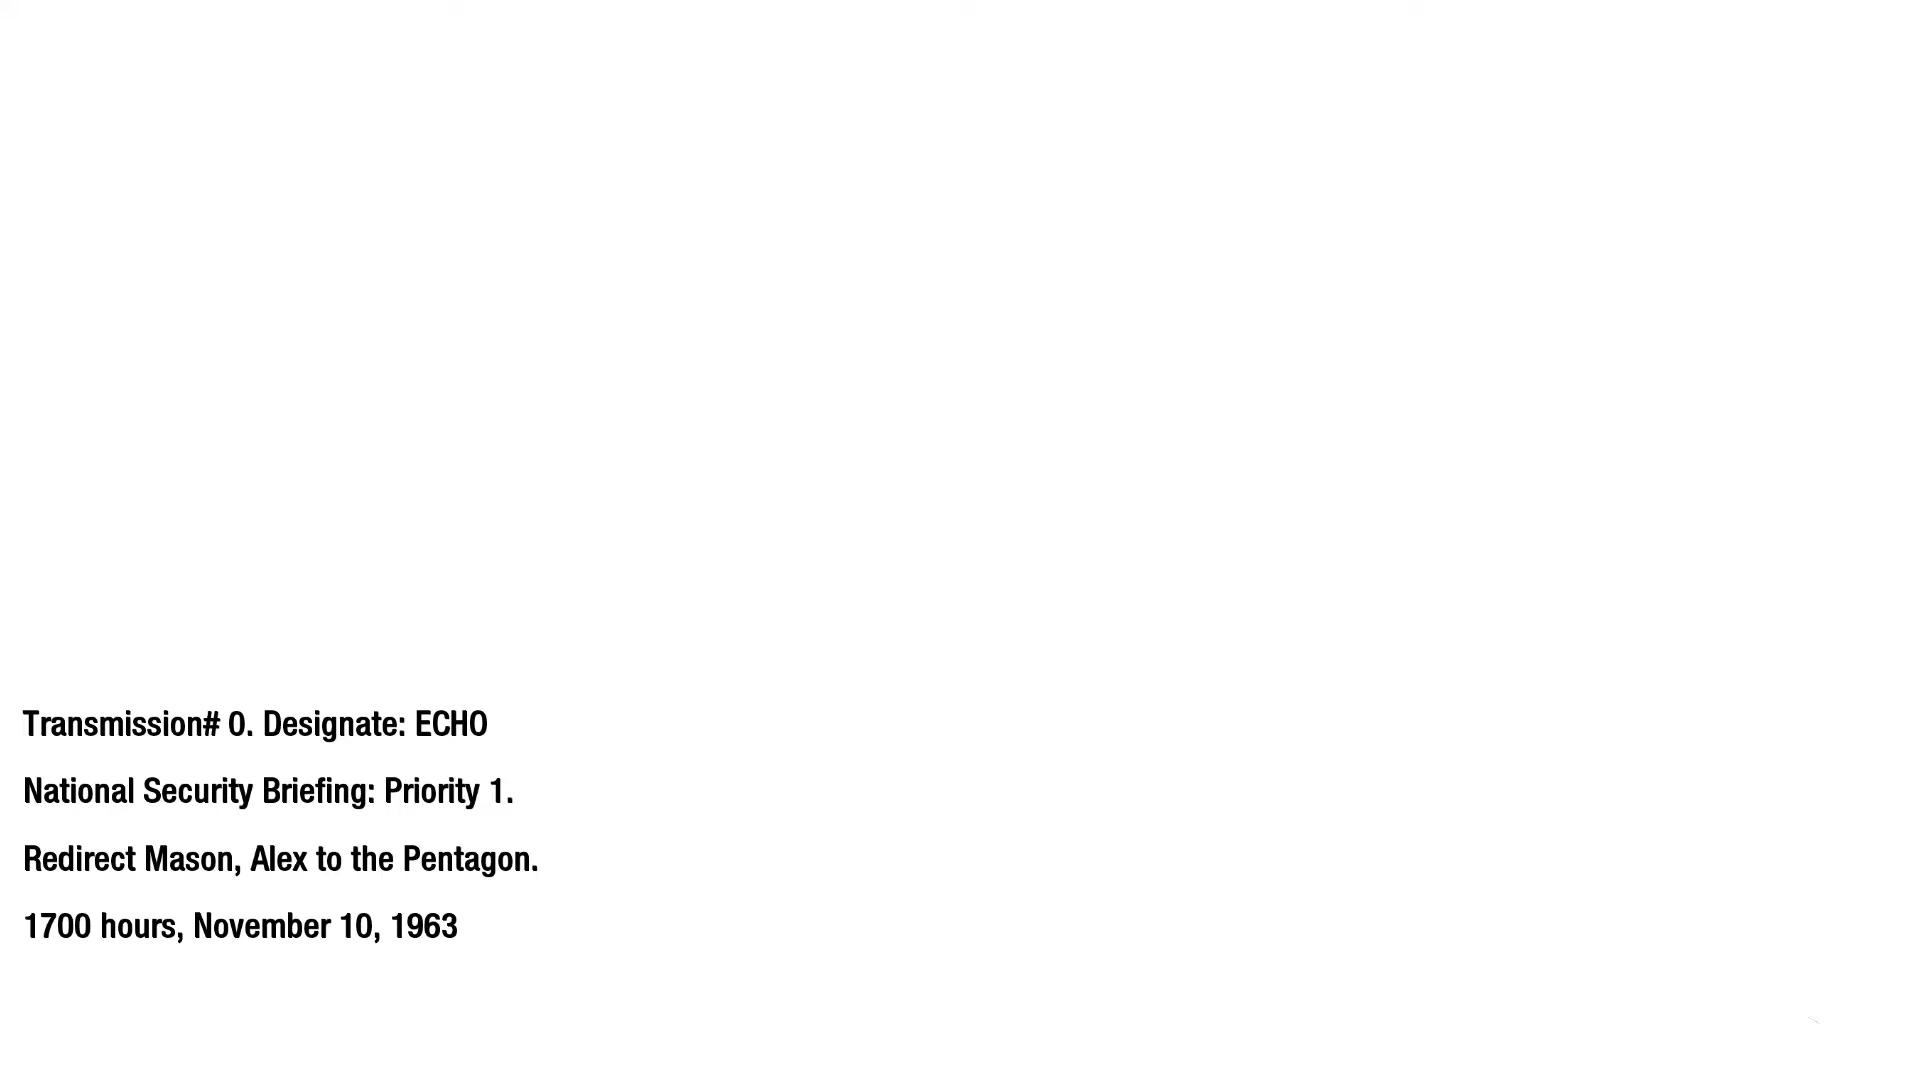 Transmission# 0. Designate: ECHO
National Security Briefing: Priority 1.
Redirect Mason, Alex to the Pentagon.
1700 hours, November 10, 1963